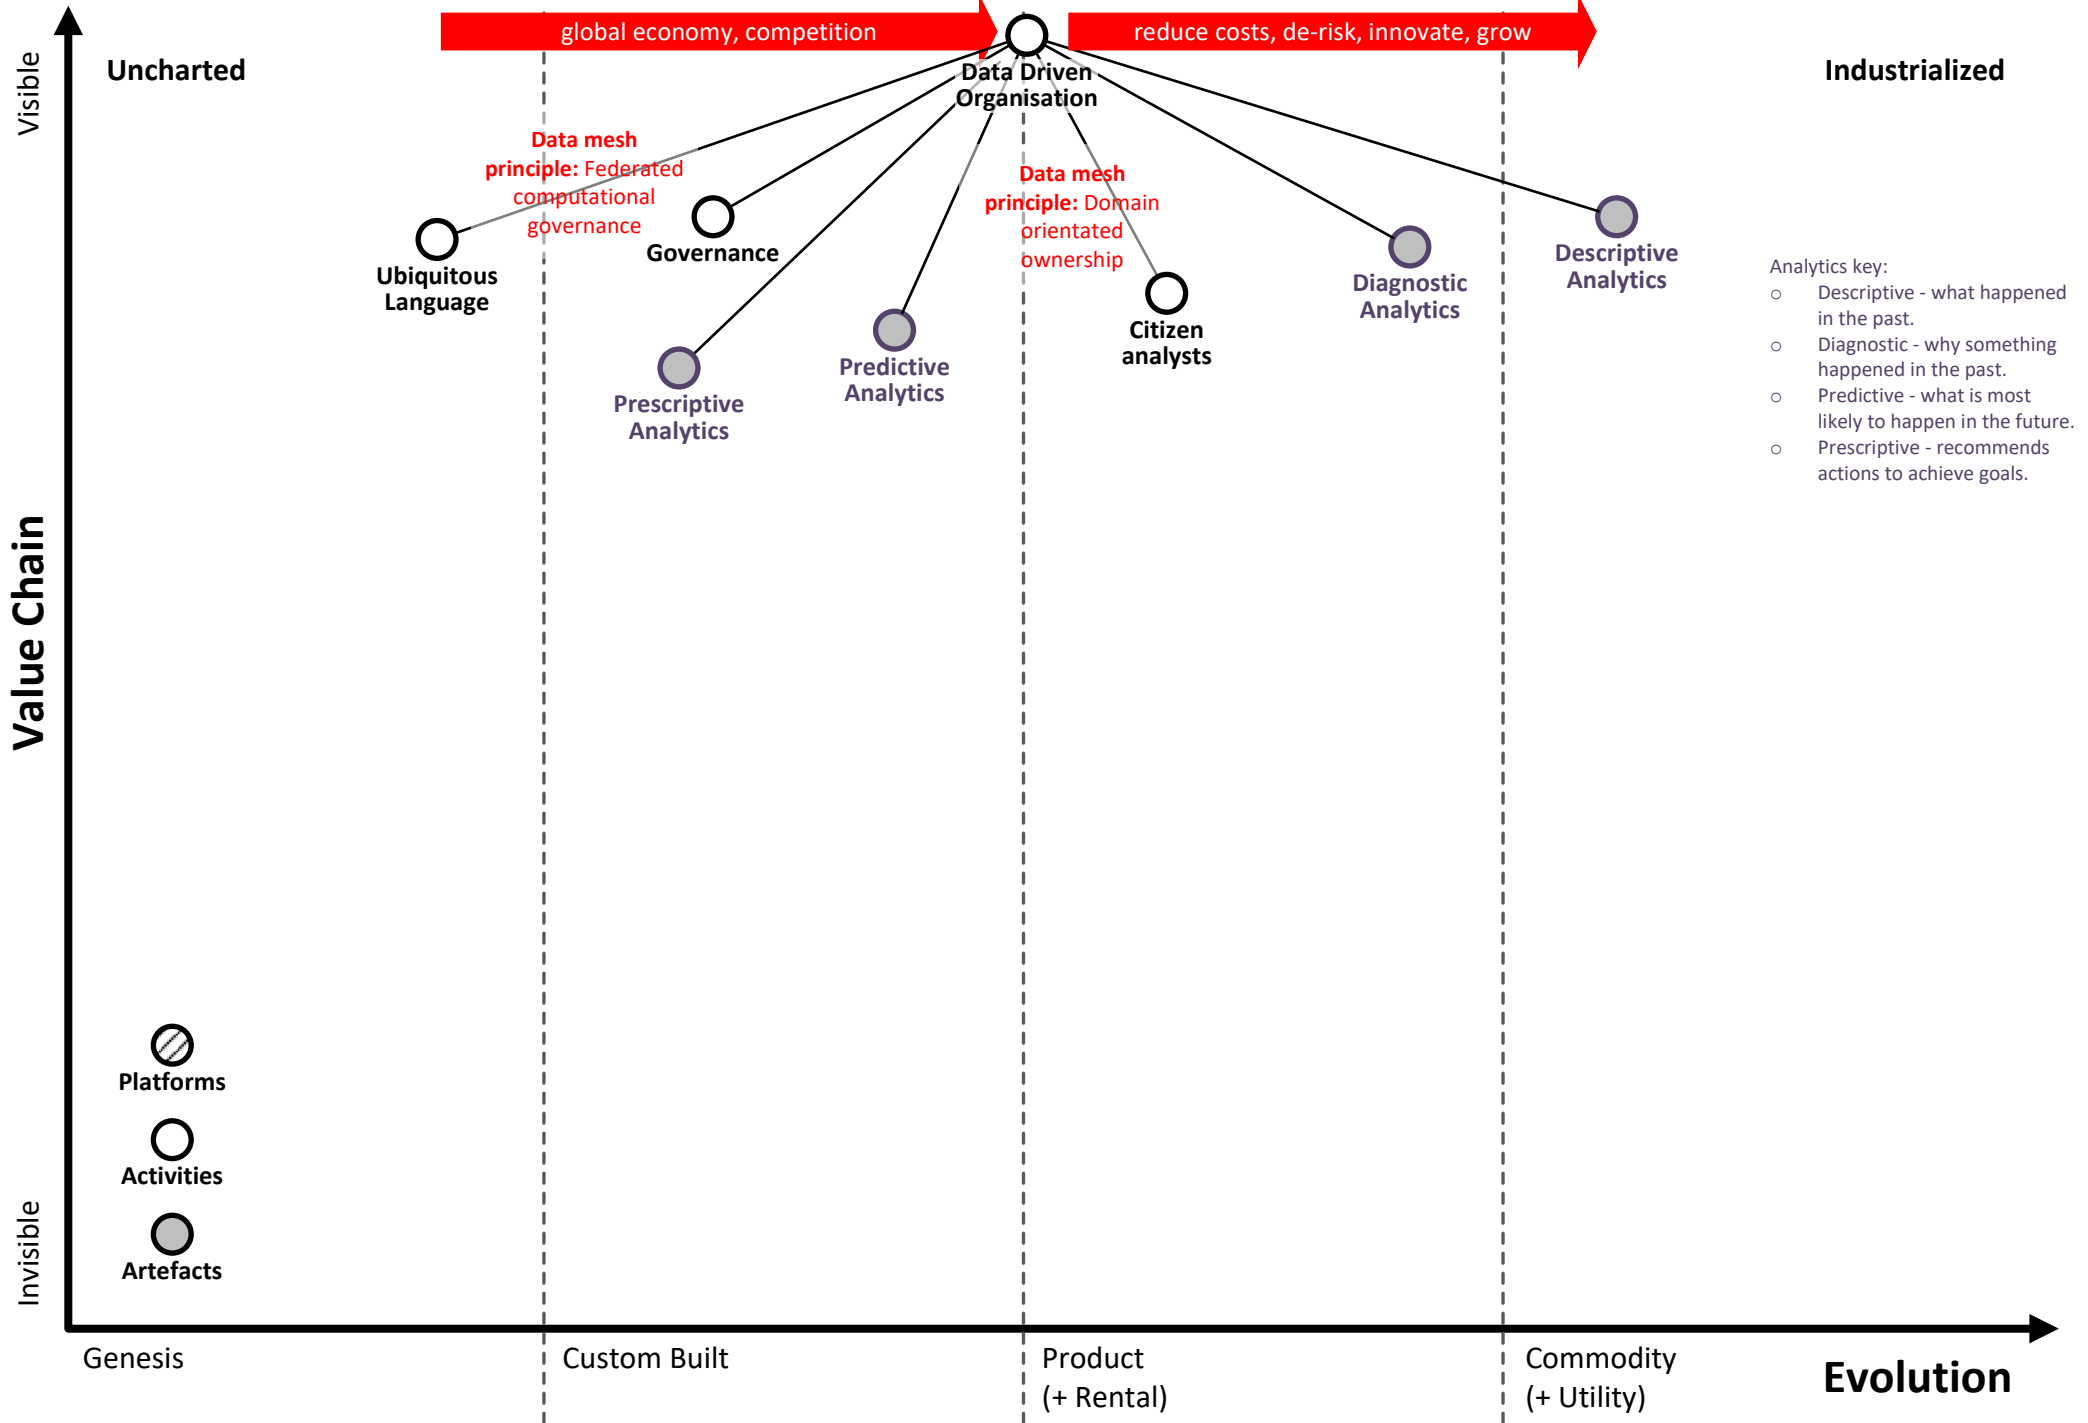 global economy, competition
reduce costs, de-risk, innovate, grow
Visible
Uncharted
Data Driven
Organisation
Industrialized
Data mesh
principle: Federated
computational
governance
Data mesh
principle: Domain
orientated
ownership
Ubiquitous
Language
Governance
Prescriptive
Analytics
Predictive
Analytics
Citizen
analysts
Diagnostic
Analytics
Descriptive
Analytics
Analytics key:
○ Descriptive - what happened
in the past.
○ Diagnostic - why something
happened in the past.
○ Predictive - what is most
likely to happen in the future.
○ Prescriptive - recommends
actions to achieve goals.
Value Chain
Platforms
Activities
Artefacts
Invisible
Genesis
Custom Built
Product
(+ Rental)
Commodity
(+ Utility)
Evolution